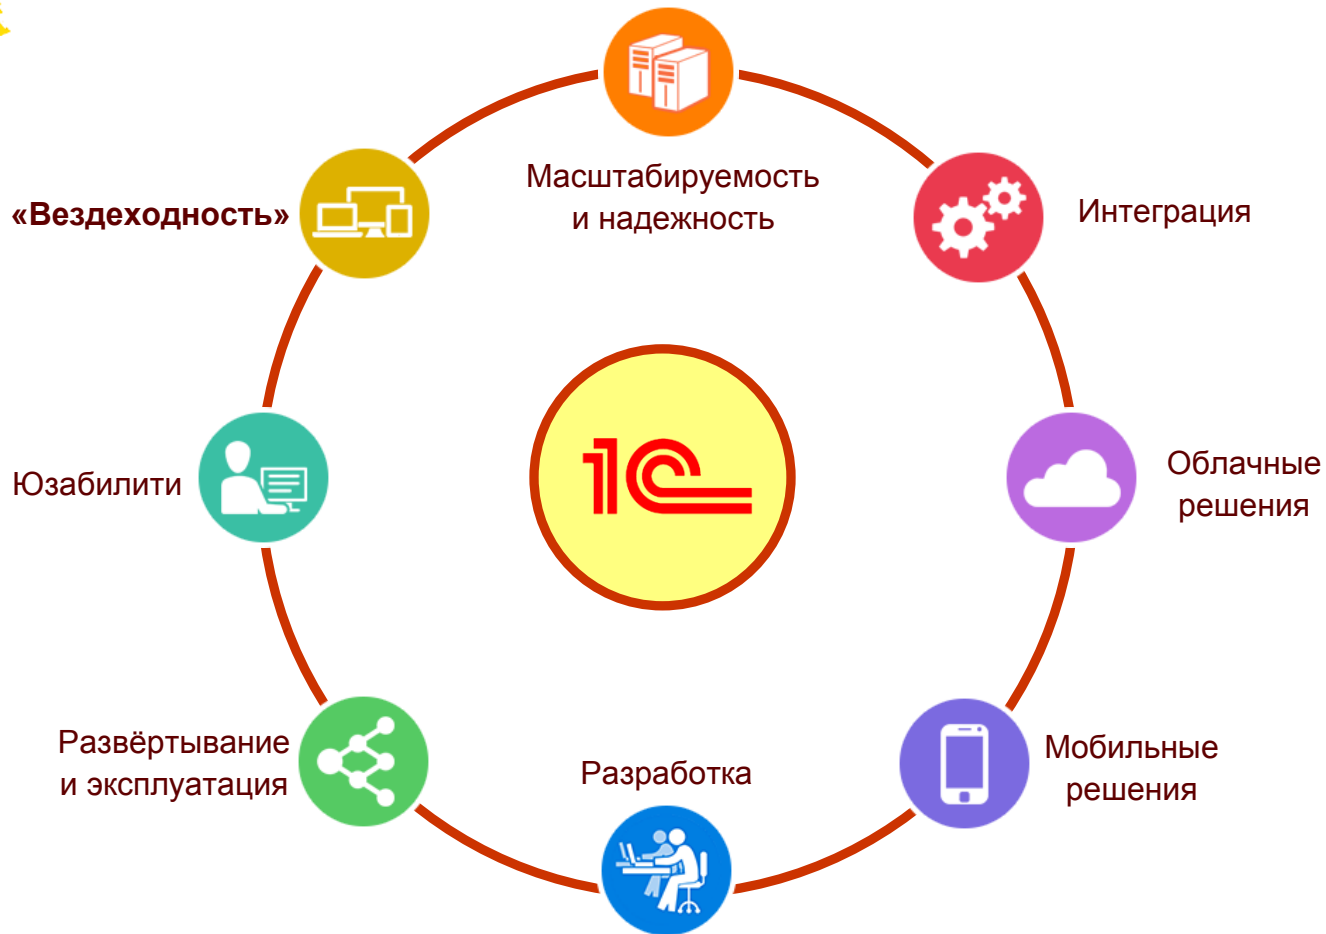 Масштабируемость
и надежность
«Вездеходность»
Интеграция
1С
Юзабилити
Облачные
решения
Развёртывание
и эксплуатация
Разработка
Мобильные
решения